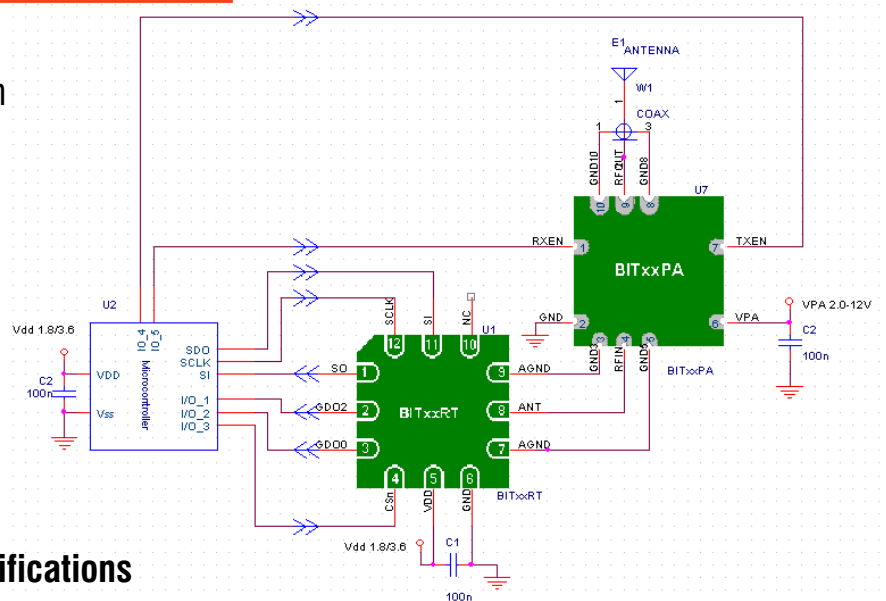 n
E1
ANTENNA
W1
1
COAX
1
3
GND10
RFOUT
GND8
U7
10
9
8
RXEN
1
7
TXEN
BITxxPA
GND
2
6
VPA
VPA 2.0-12V
3
4
5
C2
100n
GND3
RFIN
GND5
BITxxPA
U2
IO_4
IO_5
Vdd 1.8/3.6
VDD
C2
100n
Vss
Microcontroller
SDO
SCLK
SI
I/O_1
I/O_2
I/O_3
SCLK
SI
NC
U1
12
11
10
SO
1
9
AGND
GDO2
2
BITxxRT
8
ANT
GDO0
3
7
AGND
4
5
6
CSn
VDD
GND
BITxxRT
Vdd 1.8/3.6
C1
100n
ifications